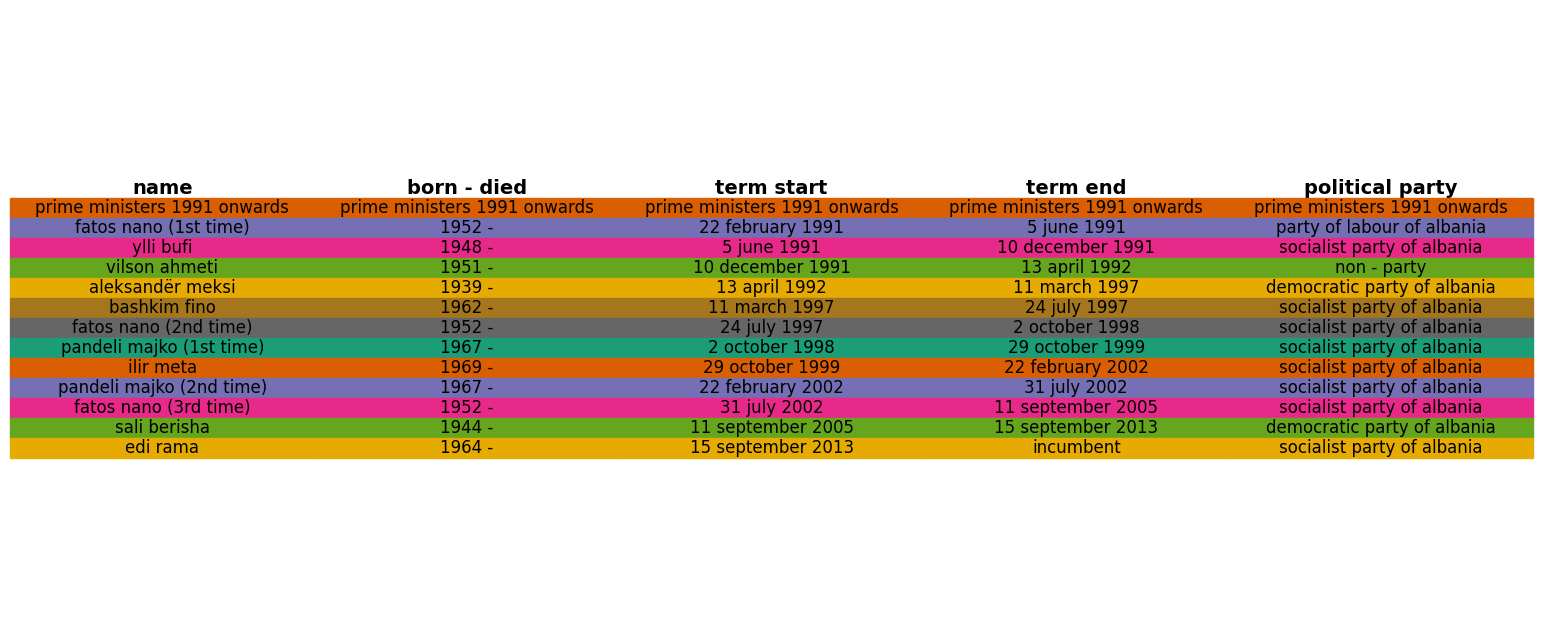 name born - died term start term end political party
prime ministers 1991 onwards prime ministers 1991 onwards prime ministers 1991 onwards prime ministers 1991 onwards prime ministers 1991 onwards
fatos nano (1st time) 1952 - 22 february 1991 5 june 1991 party of labour of albania
ylli bufi 1948 - 5 june 1991 10 december 1991 socialist party of albania
vilson ahmeti 1951 - 10 december 1991 13 april 1992 non - party
aleksandër meksi 1939 - 13 april 1992 11 march 1997 democratic party of albania
bashkim fino 1962 - 11 march 1997 24 july 1997 socialist party of albania
fatos nano (2nd time) 1952 - 24 july 1997 2 october 1998 socialist party of albania
pandeli majko (1st time) 1967 - 2 october 1998 29 october 1999 socialist party of albania
ilir meta 1969 - 29 october 1999 22 february 2002 socialist party of albania
pandeli majko (2nd time) 1967 - 22 february 2002 31 july 2002 socialist party of albania
fatos nano (3rd time) 1952 - 31 july 2002 11 september 2005 socialist party of albania
sali berisha 1944 - 11 september 2005 15 september 2013 democratic party of albania
edi rama 1964 - 15 september 2013 incumbent socialist party of albania